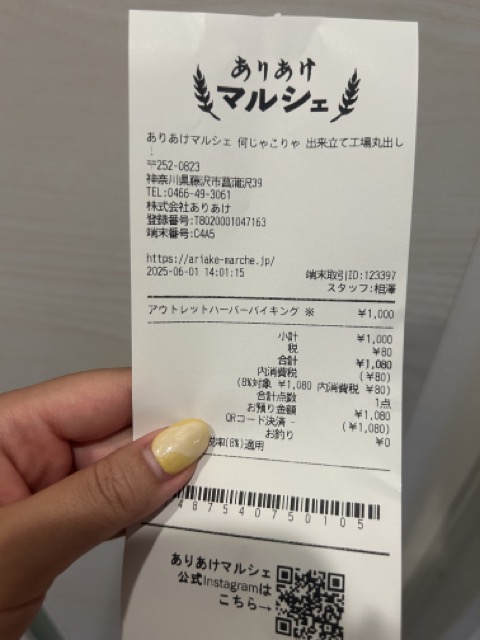 ありあけ
マルシェ
ありあけマルシェ 何じゃこりゃ 出来立て工場丸出し
！
〒252-0823
神奈川県藤沢市菖蒲沢39
TEL:0466-49-3061
株式会社ありあけ
登録番号:T8020001047163
端末番号:C4A5
https://ariake-marche.jp/
2025-06-01 14:01:15 端末取引ID:123397
スタッフ:相澤
アウトレットハーバーバイキング ※ ¥1,000
小計 ¥1,000
税 ¥80
合計 ¥1,080
内消費税 (¥80)
(8%対象 ¥1,080 内消費税 ¥80)
合計点数 1点
お預り金額 ¥1,080
QRコード決済 - (¥1,080)
お釣り ¥0
税率(8%)適用
487540750105
ありあけマルシェ
公式Instagramは
こちら→